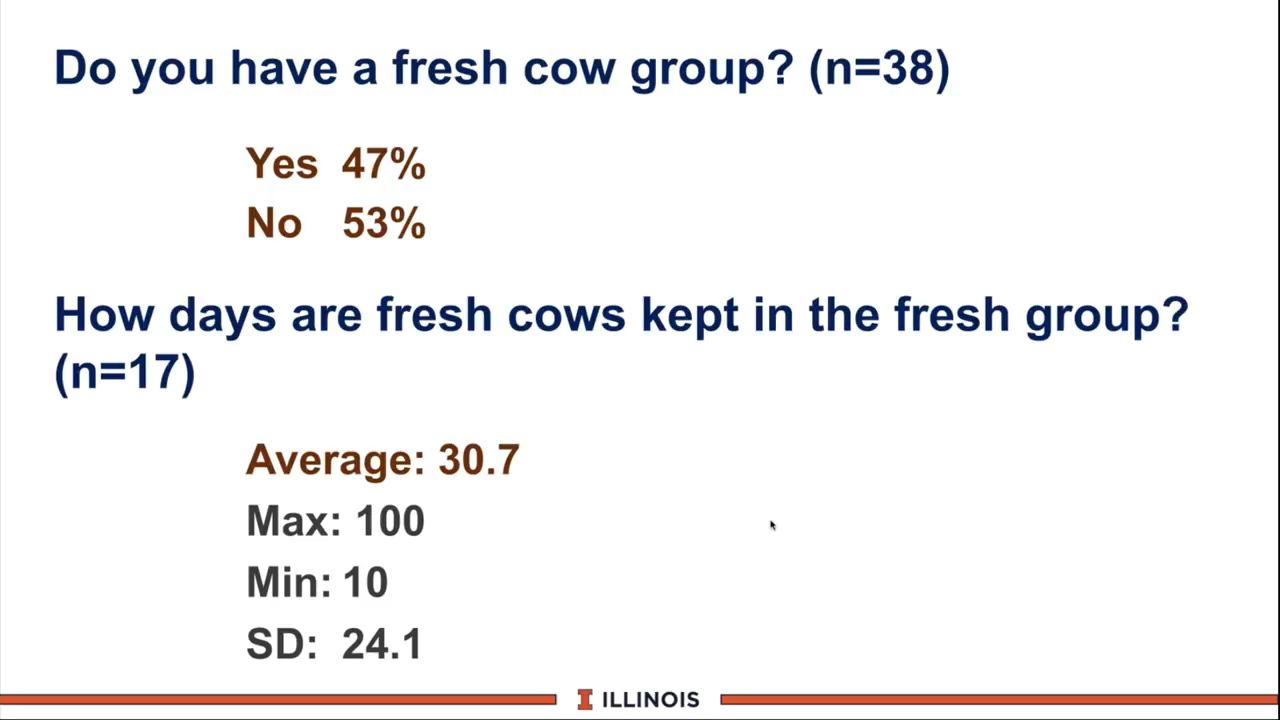 Do you have a fresh cow group? (n=38)
Yes 47%
No 53%
How days are fresh cows kept in the fresh group?
(n=17)
Average: 30.7
Max: 100
Min: 10
SD: 24.1
ILLINOIS